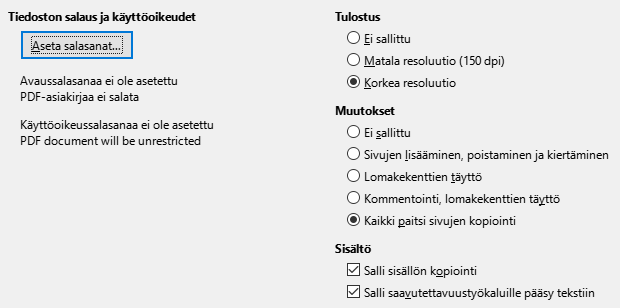 Tiedoston salaus ja käyttöoikeudet
Aseta salasanat...
Avaussalasanaa ei ole asetettu
PDF-asiakirjaa ei salata
Käyttöoikeussalasanaa ei ole asetettu
PDF document will be unrestricted
Tulostus
Ei sallittu
Matala resoluutio (150 dpi)
Korkea resoluutio
Muutokset
Ei sallittu
Sivujen lisääminen, poistaminen ja kiertäminen
Lomakekenttien täyttö
Kommentointi, lomakekenttien täyttö
Kaikki paitsi sivujen kopiointi
Sisältö
Salli sisällön kopiointi
Salli saavutettavuustyökaluille pääsy tekstiin